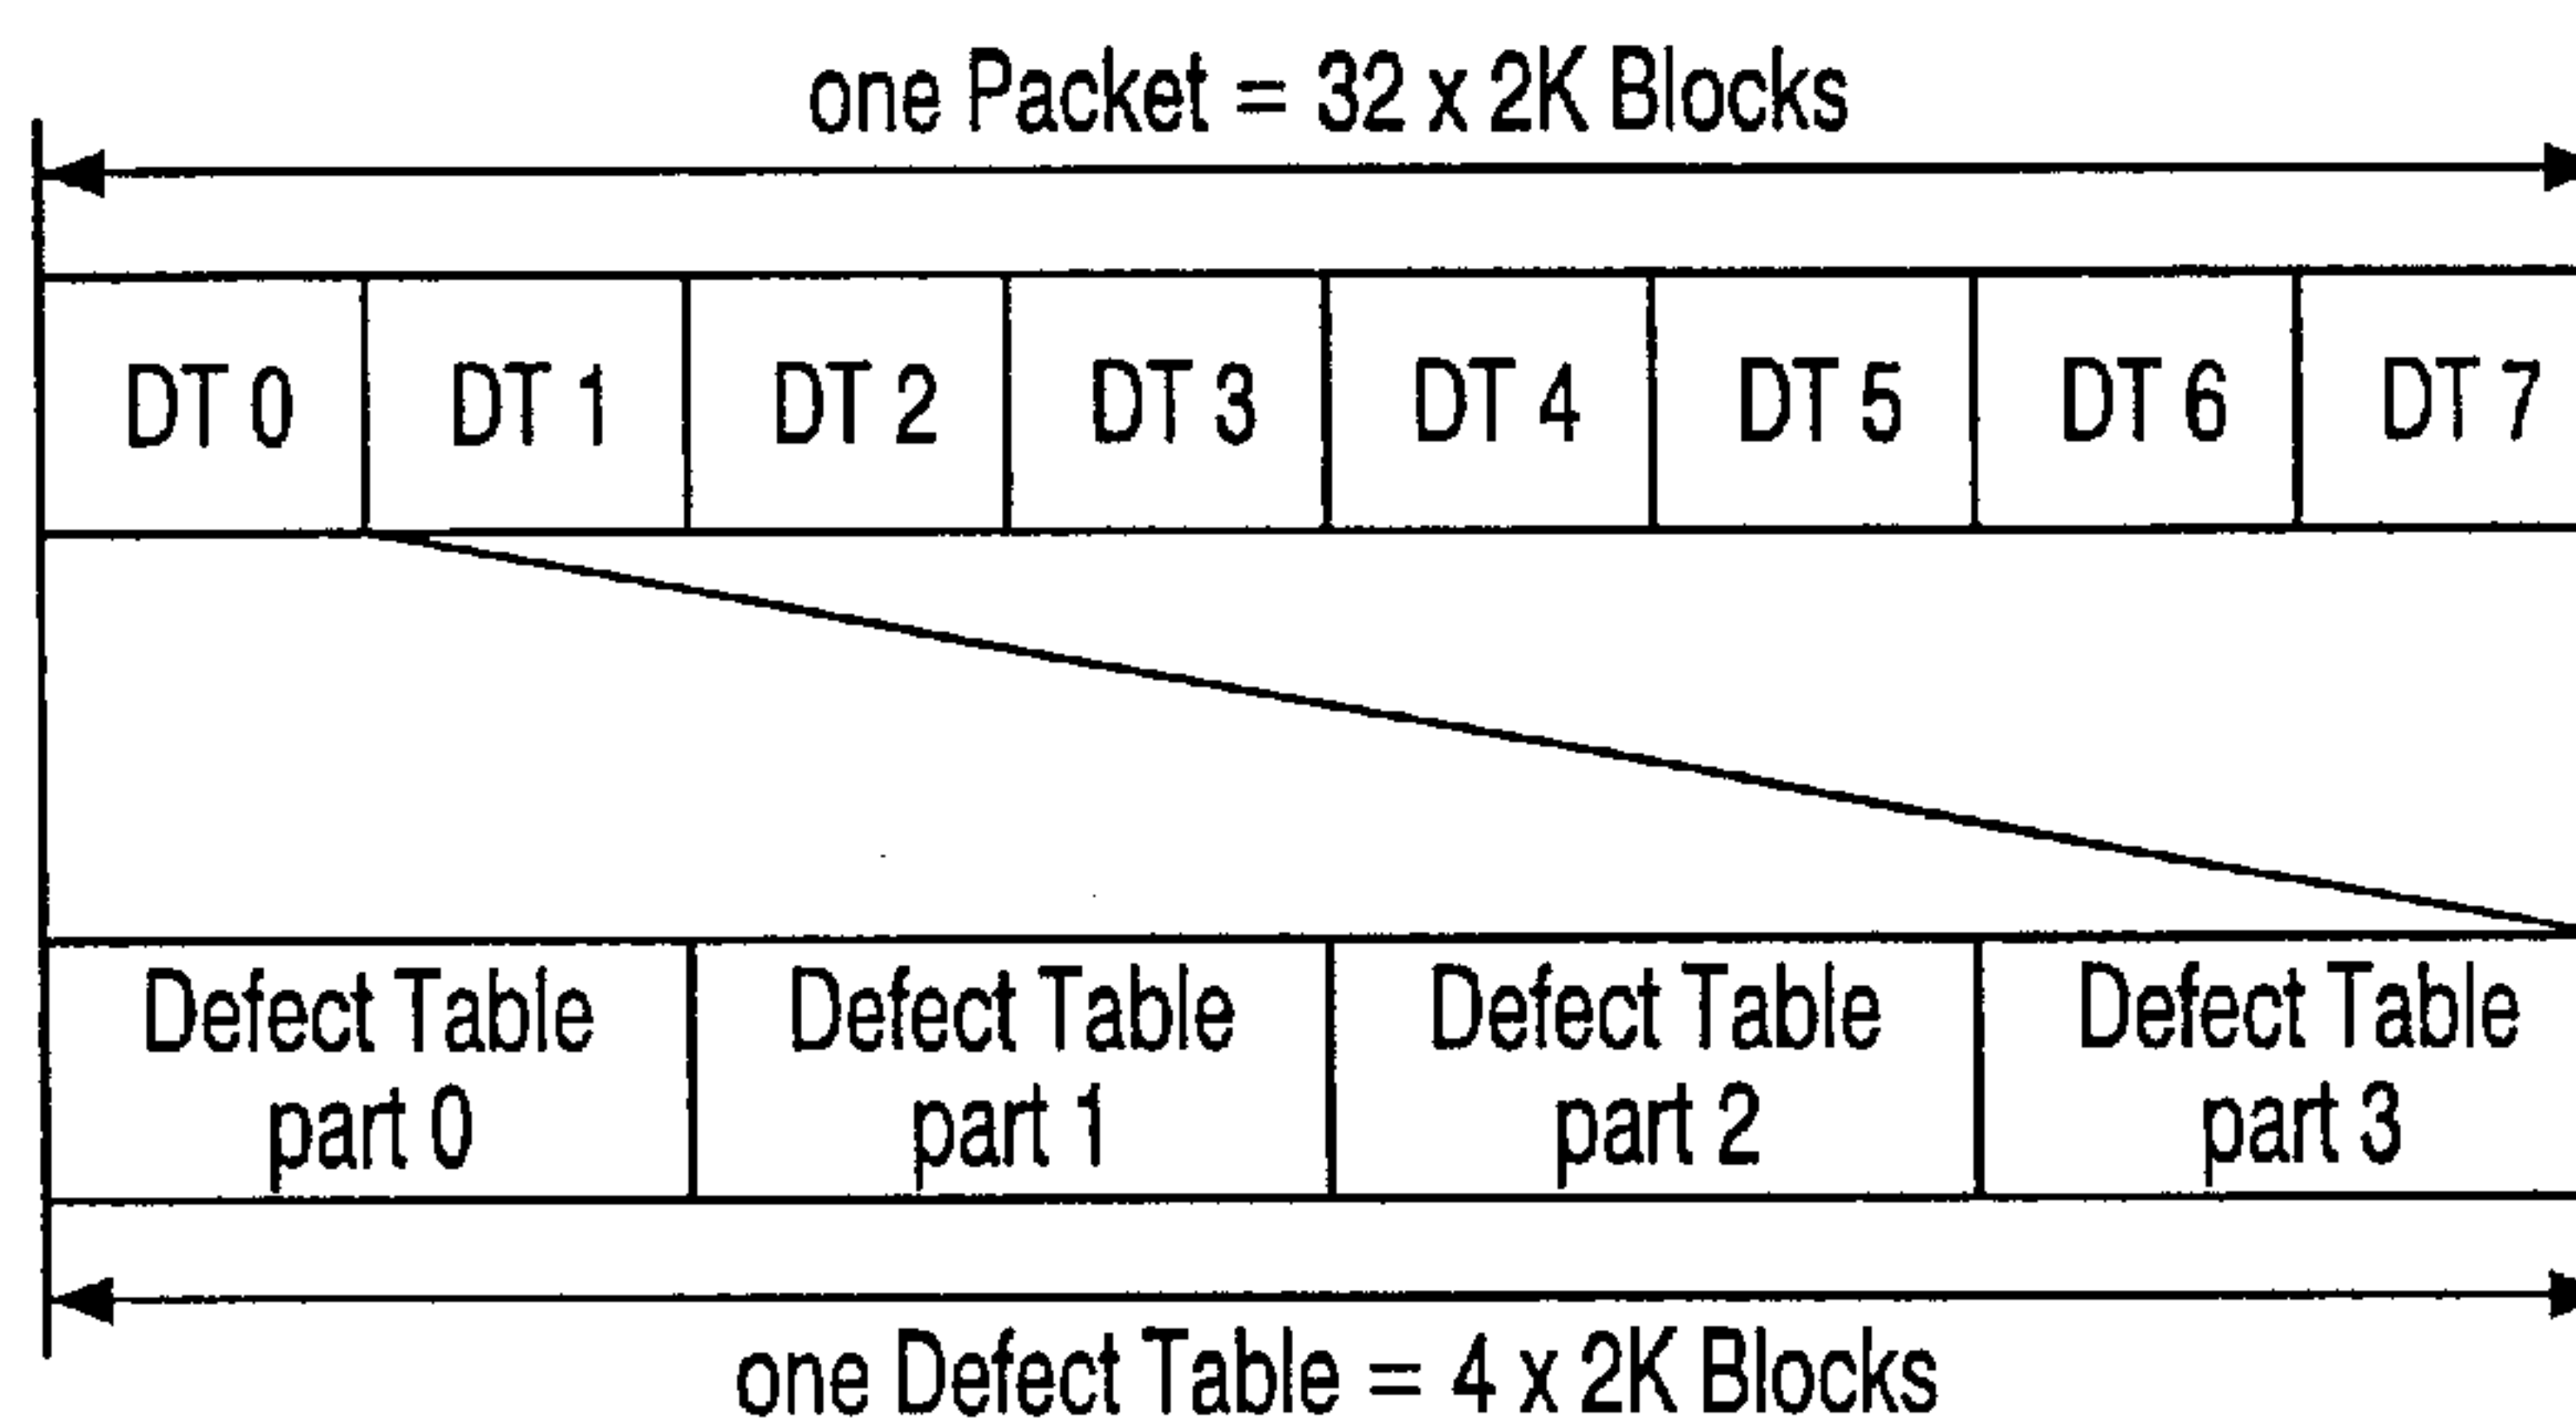 one Packet = 32 x 2K Blocks
DT 0 DT 1 DT 2 DT 3 DT 4 DT 5 DT 6 DT 7
Defect Table part 0
Defect Table part 1
Defect Table part 2
Defect Table part 3
one Defect Table = 4 x 2K Blocks